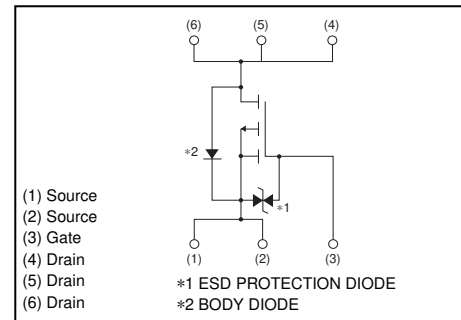 (6) (5) (4)
∗2
∗1
(1) Source
(2) Source
(3) Gate
(4) Drain
(5) Drain
(6) Drain
(1) (2) (3)
∗1 ESD PROTECTION DIODE
∗2 BODY DIODE